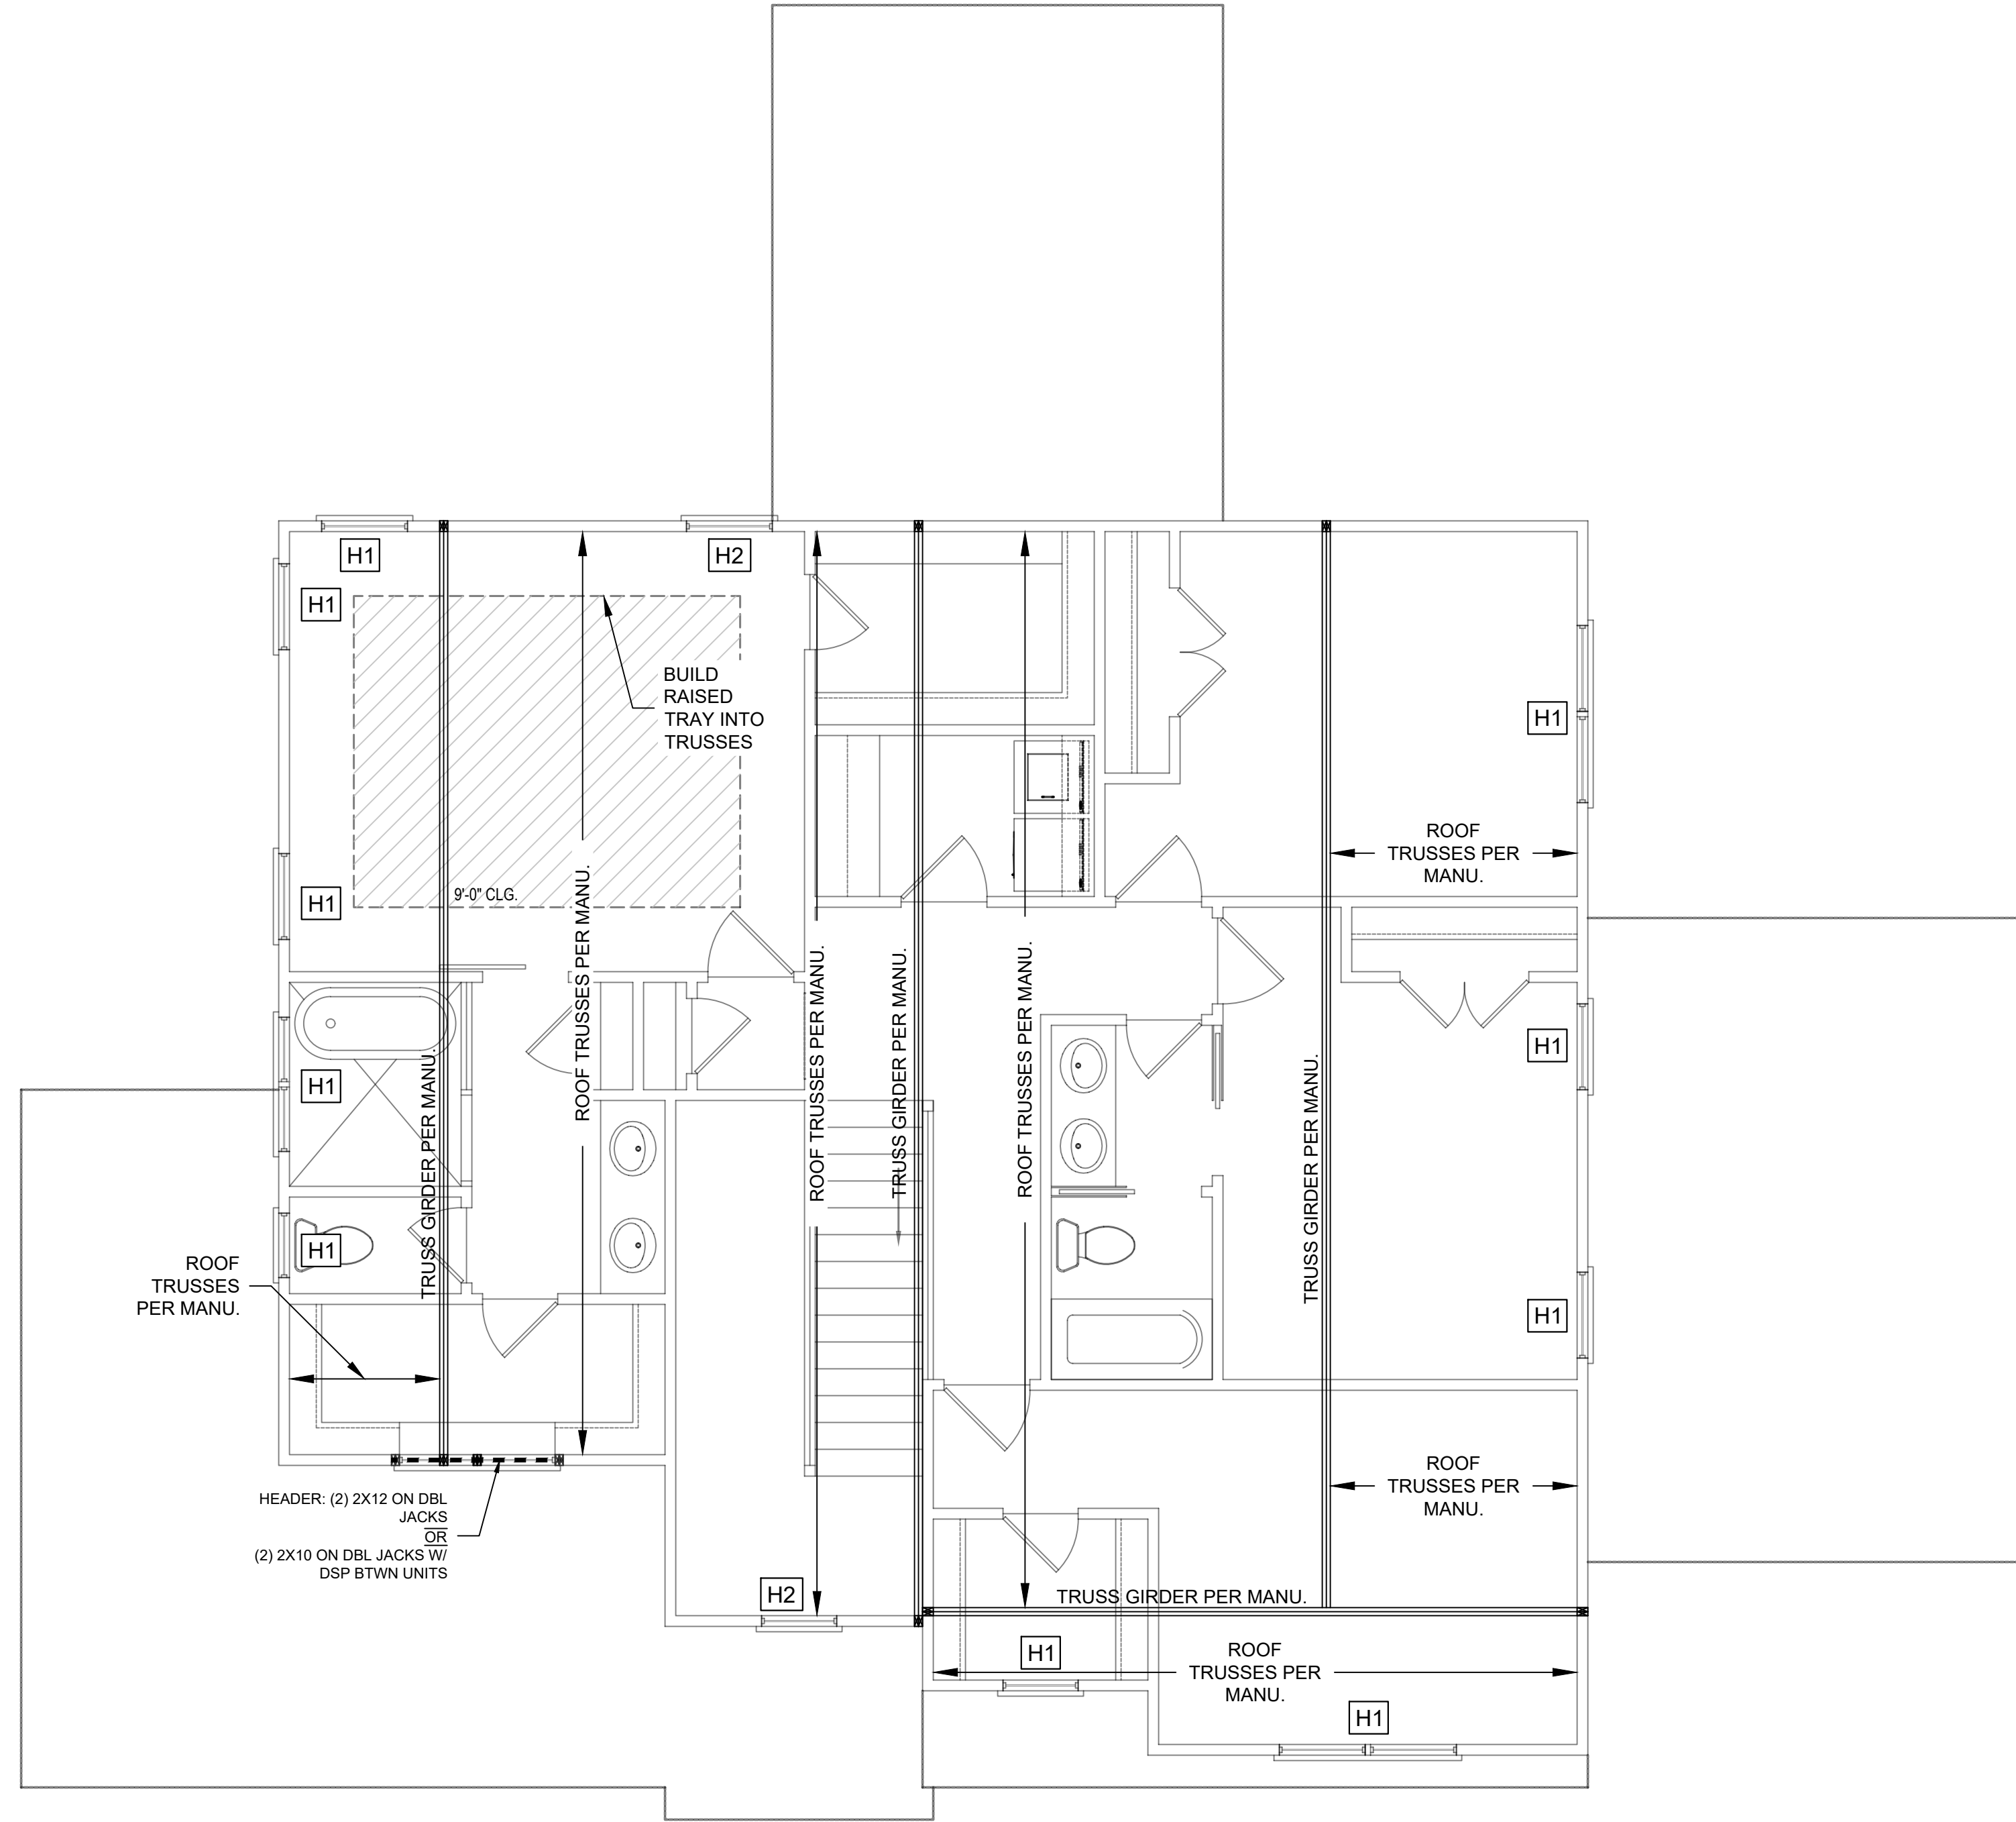 H1
H2
H1
BUILD
RAISED
TRAY INTO
TRUSSES
H1
ROOF
TRUSSES PER
MANU.
9'-0" CLG.
H1
ROOF TRUSSES PER MANU.
ROOF TRUSSES PER MANU.
TRUSS GIRDER PER MANU.
ROOF TRUSSES PER MANU.
H1
H1
TRUSS GIRDER PER MANU.
TRUSS GIRDER PER MANU.
H1
ROOF
TRUSSES
PER MANU.
H1
ROOF
TRUSSES PER
MANU.
HEADER: (2) 2X12 ON DBL
JACKS
OR
(2) 2X10 ON DBL JACKS W/
DSP BTWN UNITS
H2
TRUSS GIRDER PER MANU.
H1
ROOF
TRUSSES PER
MANU.
H1